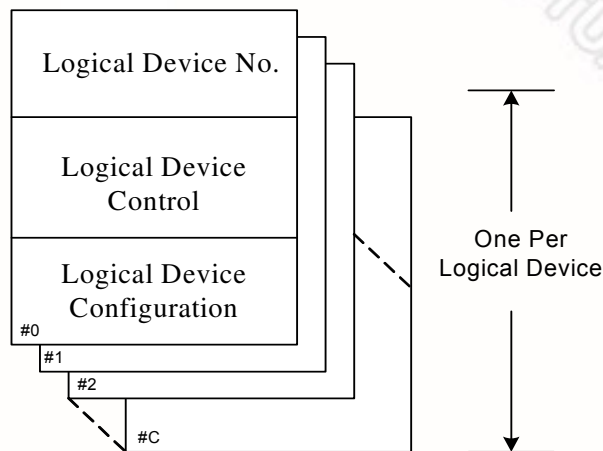 Logical Device No.
Logical Device
Control
Logical Device
Configuration
#0
#1
#2
#C
One Per
Logical Device